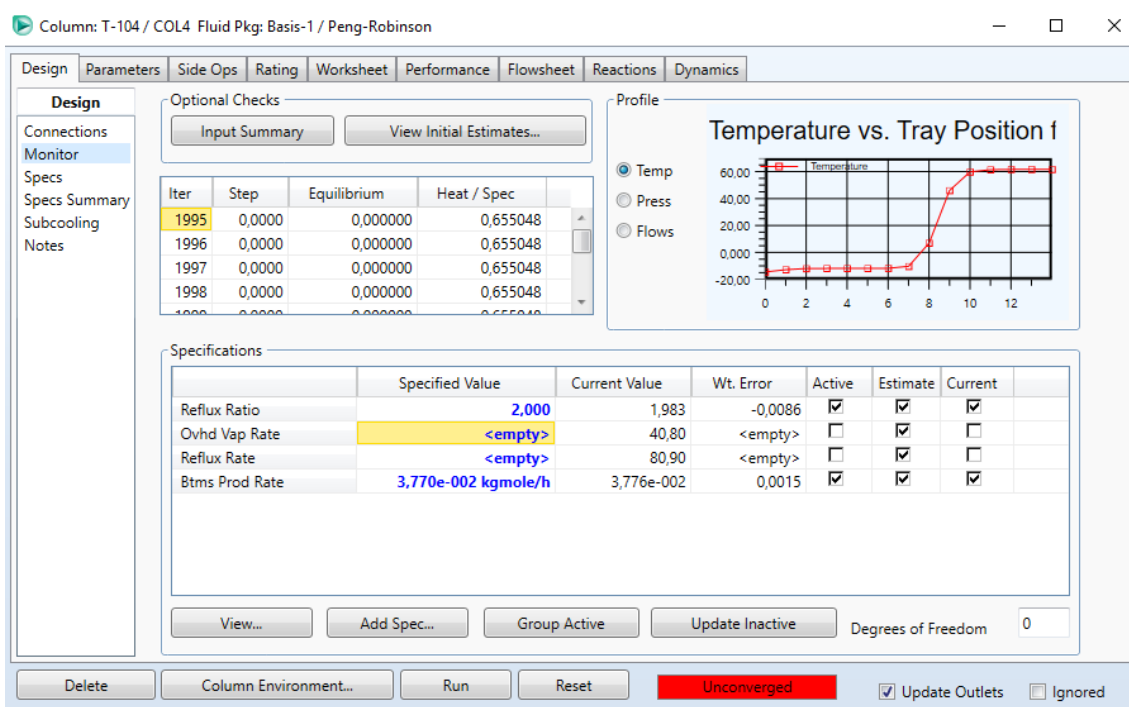 Column: T-104 / COL4 Fluid Pkg: Basis-1 / Peng-Robinson
Design Parameters Side Ops Rating Worksheet Performance Flowsheet Reactions Dynamics
Design
Connections
Monitor
Specs
Specs Summary
Subcooling
Notes
Optional Checks
Input Summary View Initial Estimates...
Iter Step Equilibrium Heat / Spec
1995 0,0000 0,000000 0,655048
1996 0,0000 0,000000 0,655048
1997 0,0000 0,000000 0,655048
1998 0,0000 0,000000 0,655048
Profile
Temp
Press
Flows
Temperature vs. Tray Position f
Temperature
60,00
40,00
20,00
0,000
-20,00
0 2 4 6 8 10 12
Specifications
Specified Value Current Value Wt. Error Active Estimate Current
Reflux Ratio 2,000 1,983 -0,0086
Ovhd Vap Rate <empty> 40,80 <empty>
Reflux Rate <empty> 80,90 <empty>
Btms Prod Rate 3,770e-002 kgmole/h 3,776e-002 0,0015
View... Add Spec... Group Active Update Inactive Degrees of Freedom 0
Delete Column Environment... Run Reset Unconverged Update Outlets Ignored